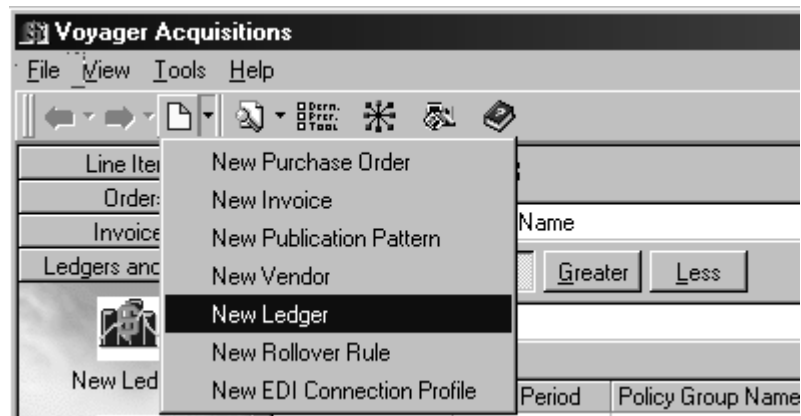 Voyager Acquisitions
File View Tools Help
New Purchase Order
Line Iter
New Invoice
Order
Invoice
New Publication Pattern
Name
New Vendor
Ledgers and
Greater Less
New Ledger
New Rollover Rule
New Led
New EDI Connection Profile
Period Policy Group Name